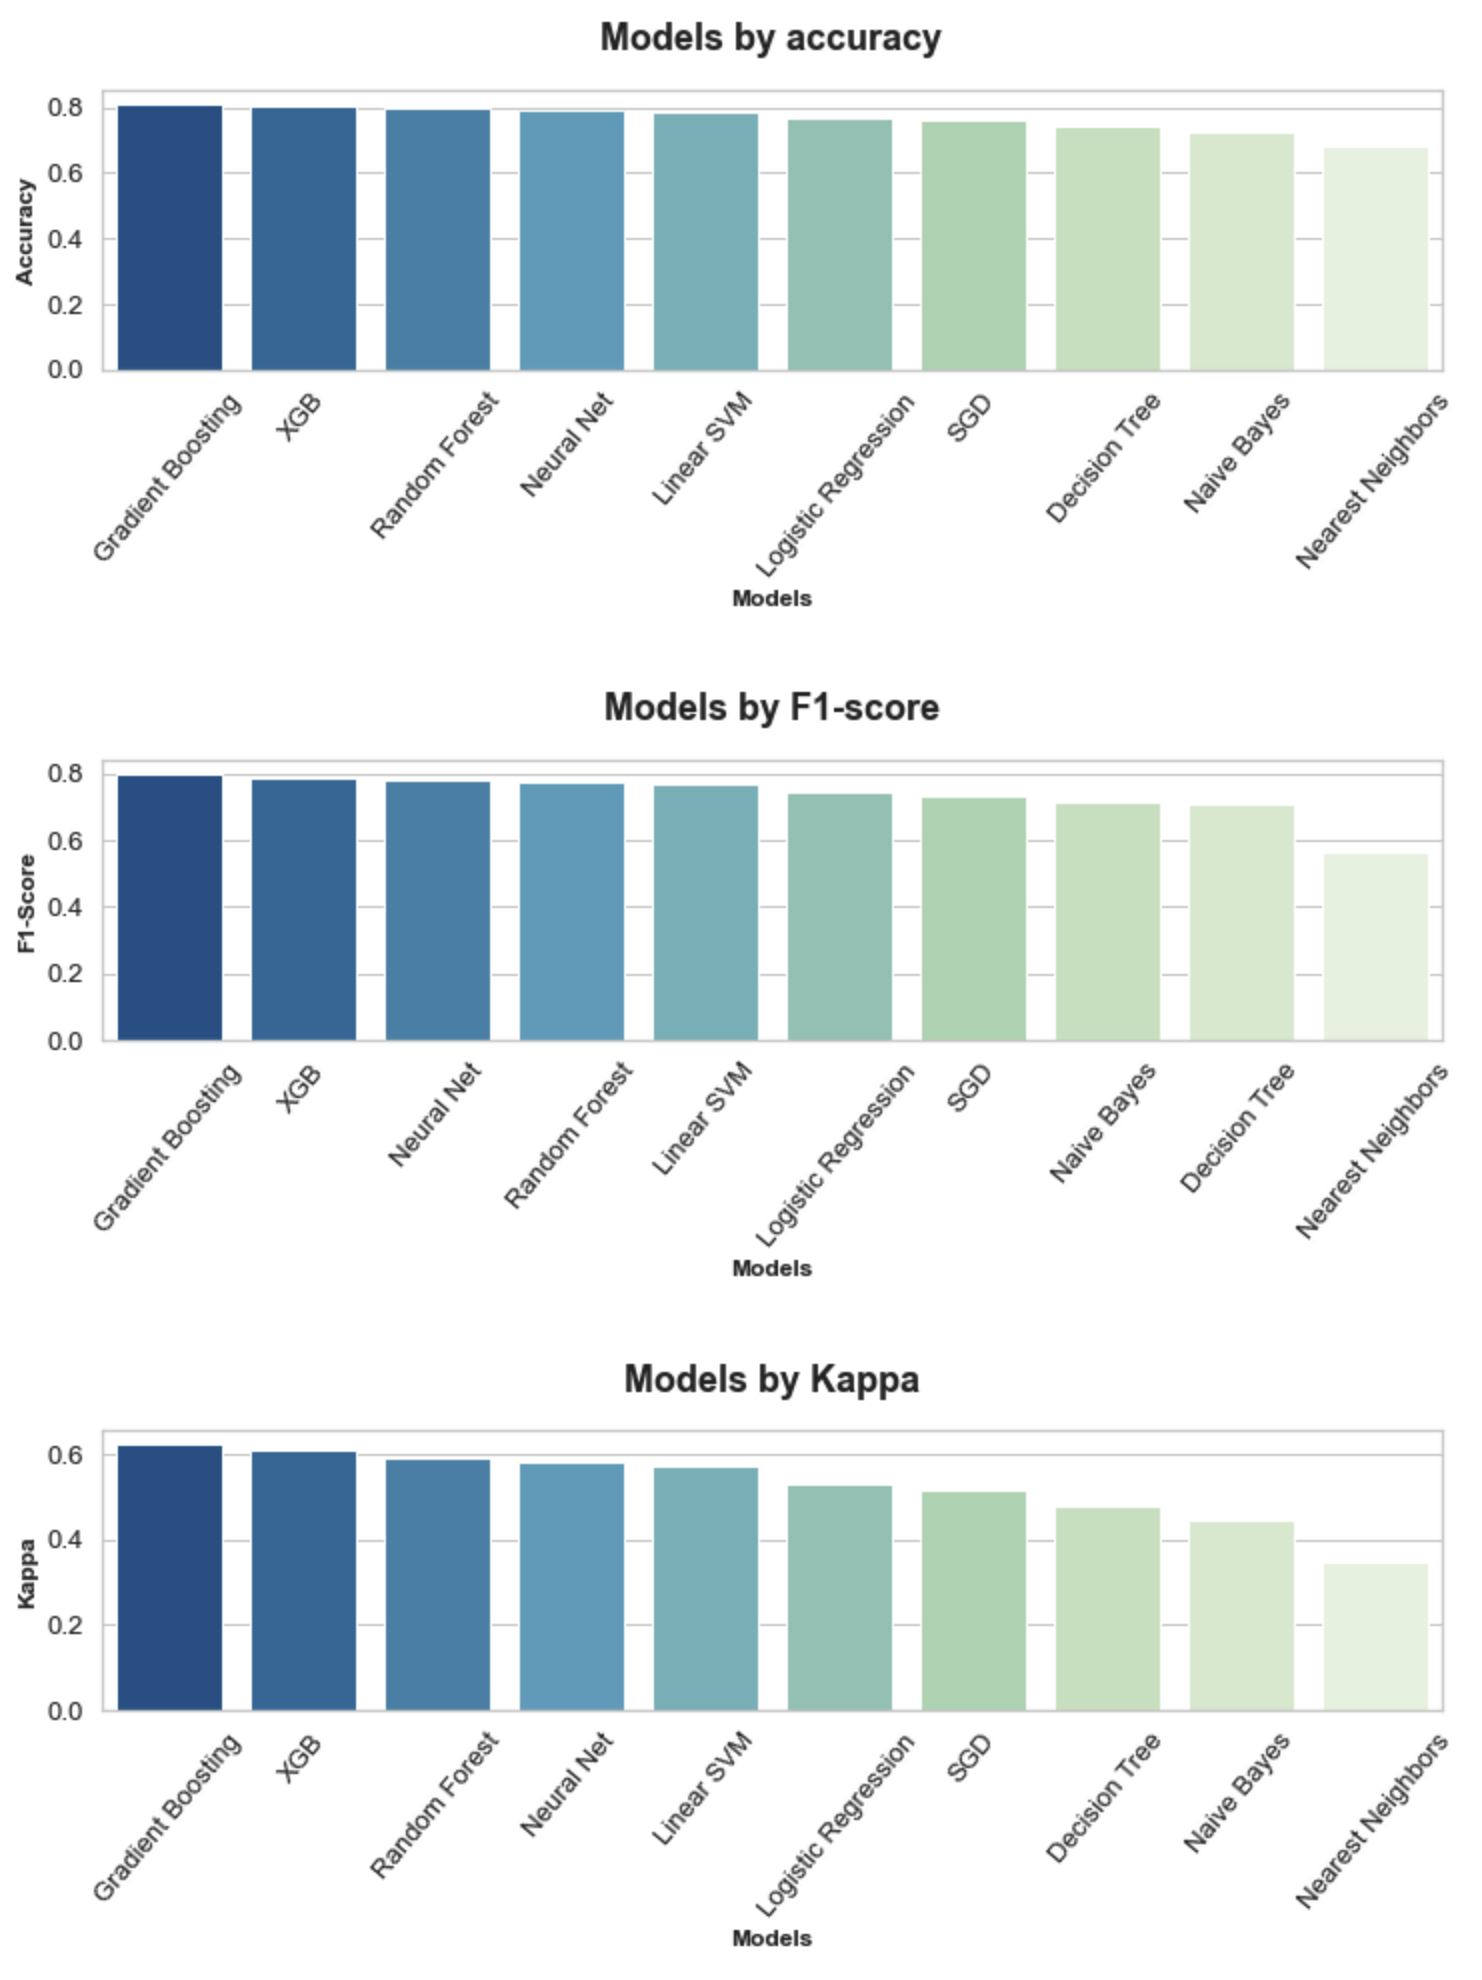 Models by accuracy
0.8
0.6
0.4
0.2
0.0
Accuracy
Gradient Boosting
XGB
Random Forest
Neural Net
Linear SVM
Logistic Regression
SGD
Decision Tree
Naive Bayes
Nearest Neighbors
Models
Models by F1-score
0.8
0.6
0.4
0.2
0.0
F1-Score
Gradient Boosting
XGB
Neural Net
Random Forest
Linear SVM
Logistic Regression
SGD
Naive Bayes
Decision Tree
Nearest Neighbors
Models
Models by Kappa
0.6
0.4
0.2
0.0
Kappa
Gradient Boosting
XGB
Random Forest
Neural Net
Linear SVM
Logistic Regression
SGD
Decision Tree
Naive Bayes
Nearest Neighbors
Models